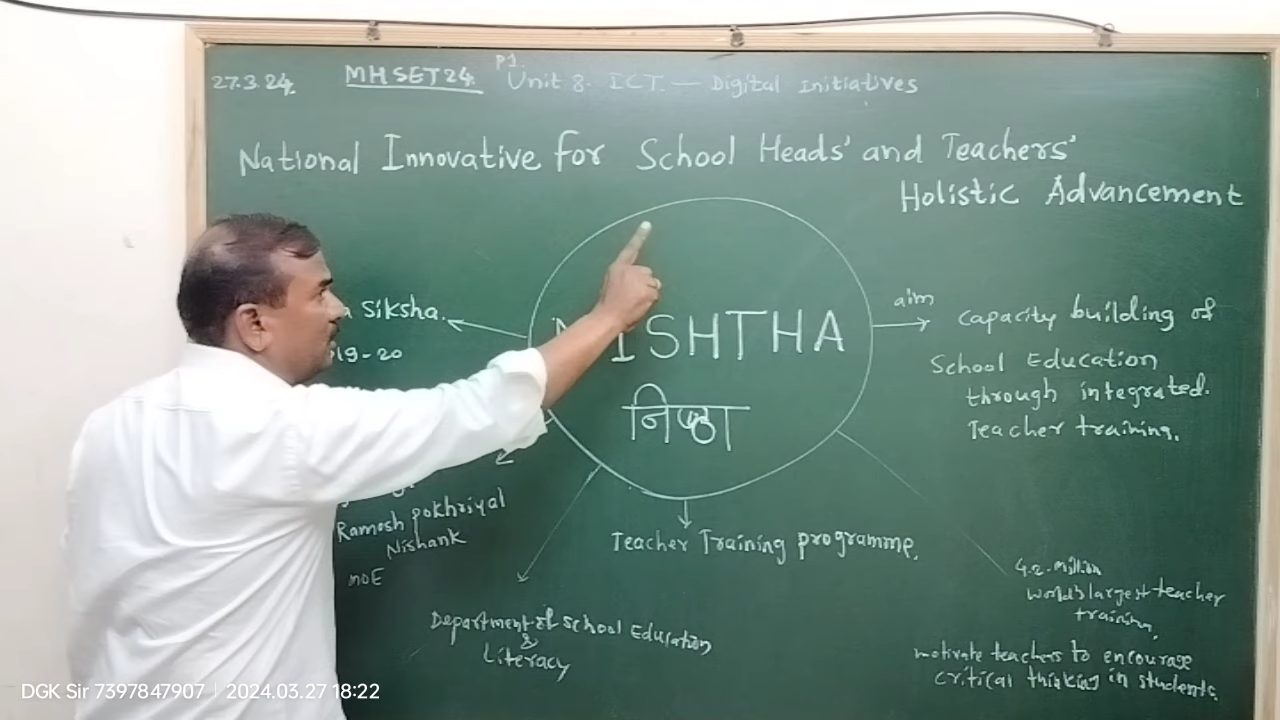 27.3.24.
MHSET24.
P1.
Unit 8. ICT. — Digital Initiatives
National Innovative for School Heads' and Teachers'
Holistic Advancement
Siksha.
19-20
ISHTHA
निष्ठा
aim
capacity building of
School Education
through integrated.
Teacher training.
Ramesh pokhriyal
Nishank
MOE
Teacher Training programme,
Department of School Education
&
Literacy
4.2. million
world's largest teacher
training,
motivate teachers to encourage
critical thinking in students.
DGK Sir 7397847907 | 2024.03.27 18:22